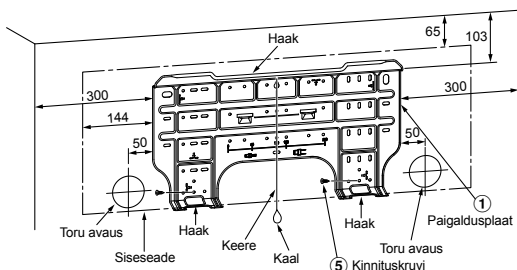 65
103
Haak
300
300
144
50
50
① Paigaldusplaat
Toru avaus
Haak
Haak
Siseseade
Keere
Kaal
⑤ Kinnituskruvi
Toru avaus